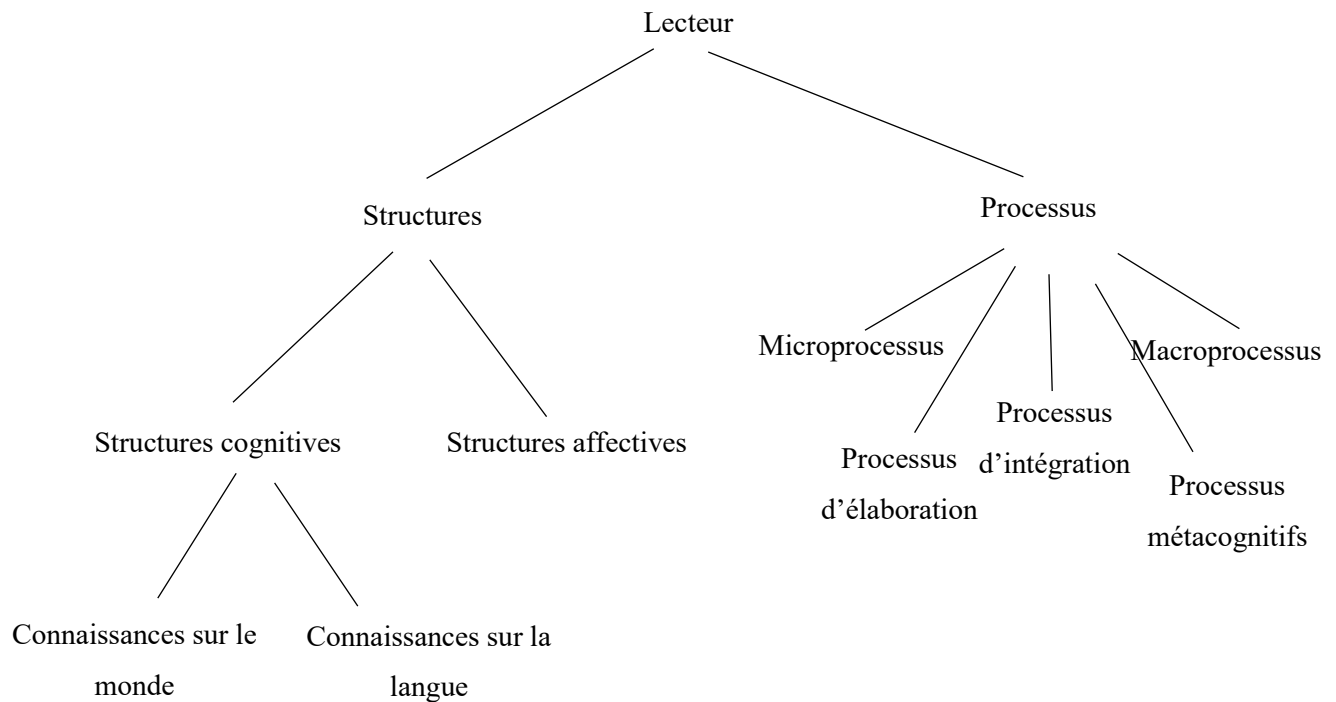 Lecteur
Structures
Processus
Microprocessus
Macroprocessus
Processus
d’intégration
Processus
d’élaboration
Processus
métacognitifs
Structures cognitives
Structures affectives
Connaissances sur le
monde
Connaissances sur la
langue